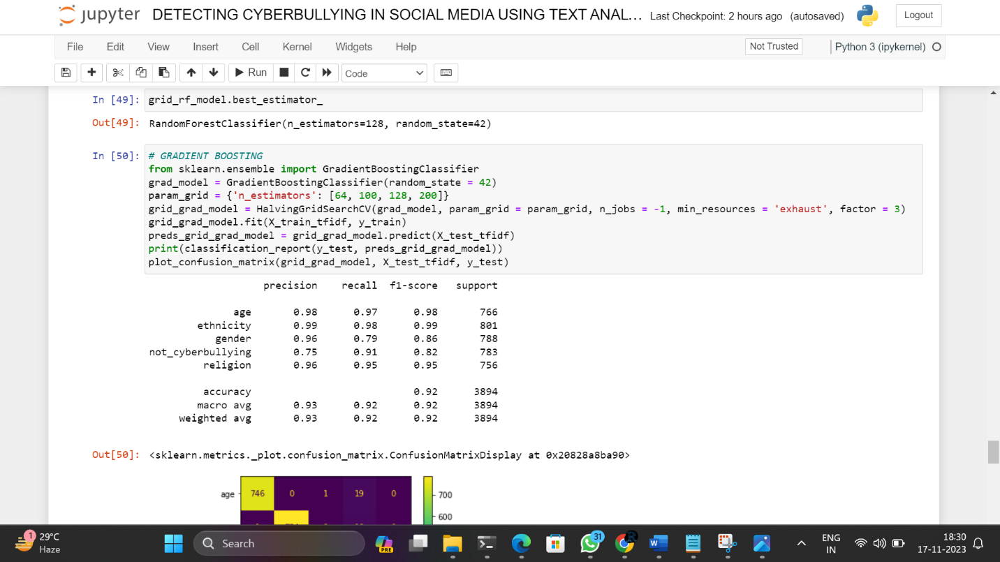 jupyter DETECTING CYBERBULLYING IN SOCIAL MEDIA USING TEXT ANAL... Last Checkpoint: 2 hours ago (autosaved) Logout
File Edit View Insert Cell Kernel Widgets Help Not Trusted Python 3 (ipykernel)
Run Code
In [49]: grid_rf_model.best_estimator_
Out[49]: RandomForestClassifier(n_estimators=128, random_state=42)
In [50]: # GRADIENT BOOSTING
from sklearn.ensemble import GradientBoostingClassifier
grad_model = GradientBoostingClassifier(random_state = 42)
param_grid = {'n_estimators': [64, 100, 128, 200]}
grid_grad_model = HalvingGridSearchCV(grad_model, param_grid = param_grid, n_jobs = -1, min_resources = 'exhaust', factor = 3)
grid_grad_model.fit(X_train_tfidf, y_train)
preds_grid_grad_model = grid_grad_model.predict(X_test_tfidf)
print(classification_report(y_test, preds_grid_grad_model))
plot_confusion_matrix(grid_grad_model, X_test_tfidf, y_test)
precision recall f1-score support
age 0.98 0.97 0.98 766
ethnicity 0.99 0.98 0.99 801
gender 0.96 0.79 0.86 788
not_cyberbullying 0.75 0.91 0.82 783
religion 0.96 0.95 0.95 756
accuracy 0.92 3894
macro avg 0.93 0.92 0.92 3894
weighted avg 0.93 0.92 0.92 3894
Out[50]: <sklearn.metrics._plot.confusion_matrix.ConfusionMatrixDisplay at 0x20828a8ba90>
age 746 0 1 19 0 700
600
1 29°C
Haze
Search
PRE
31
ENG
IN
18:30
17-11-2023